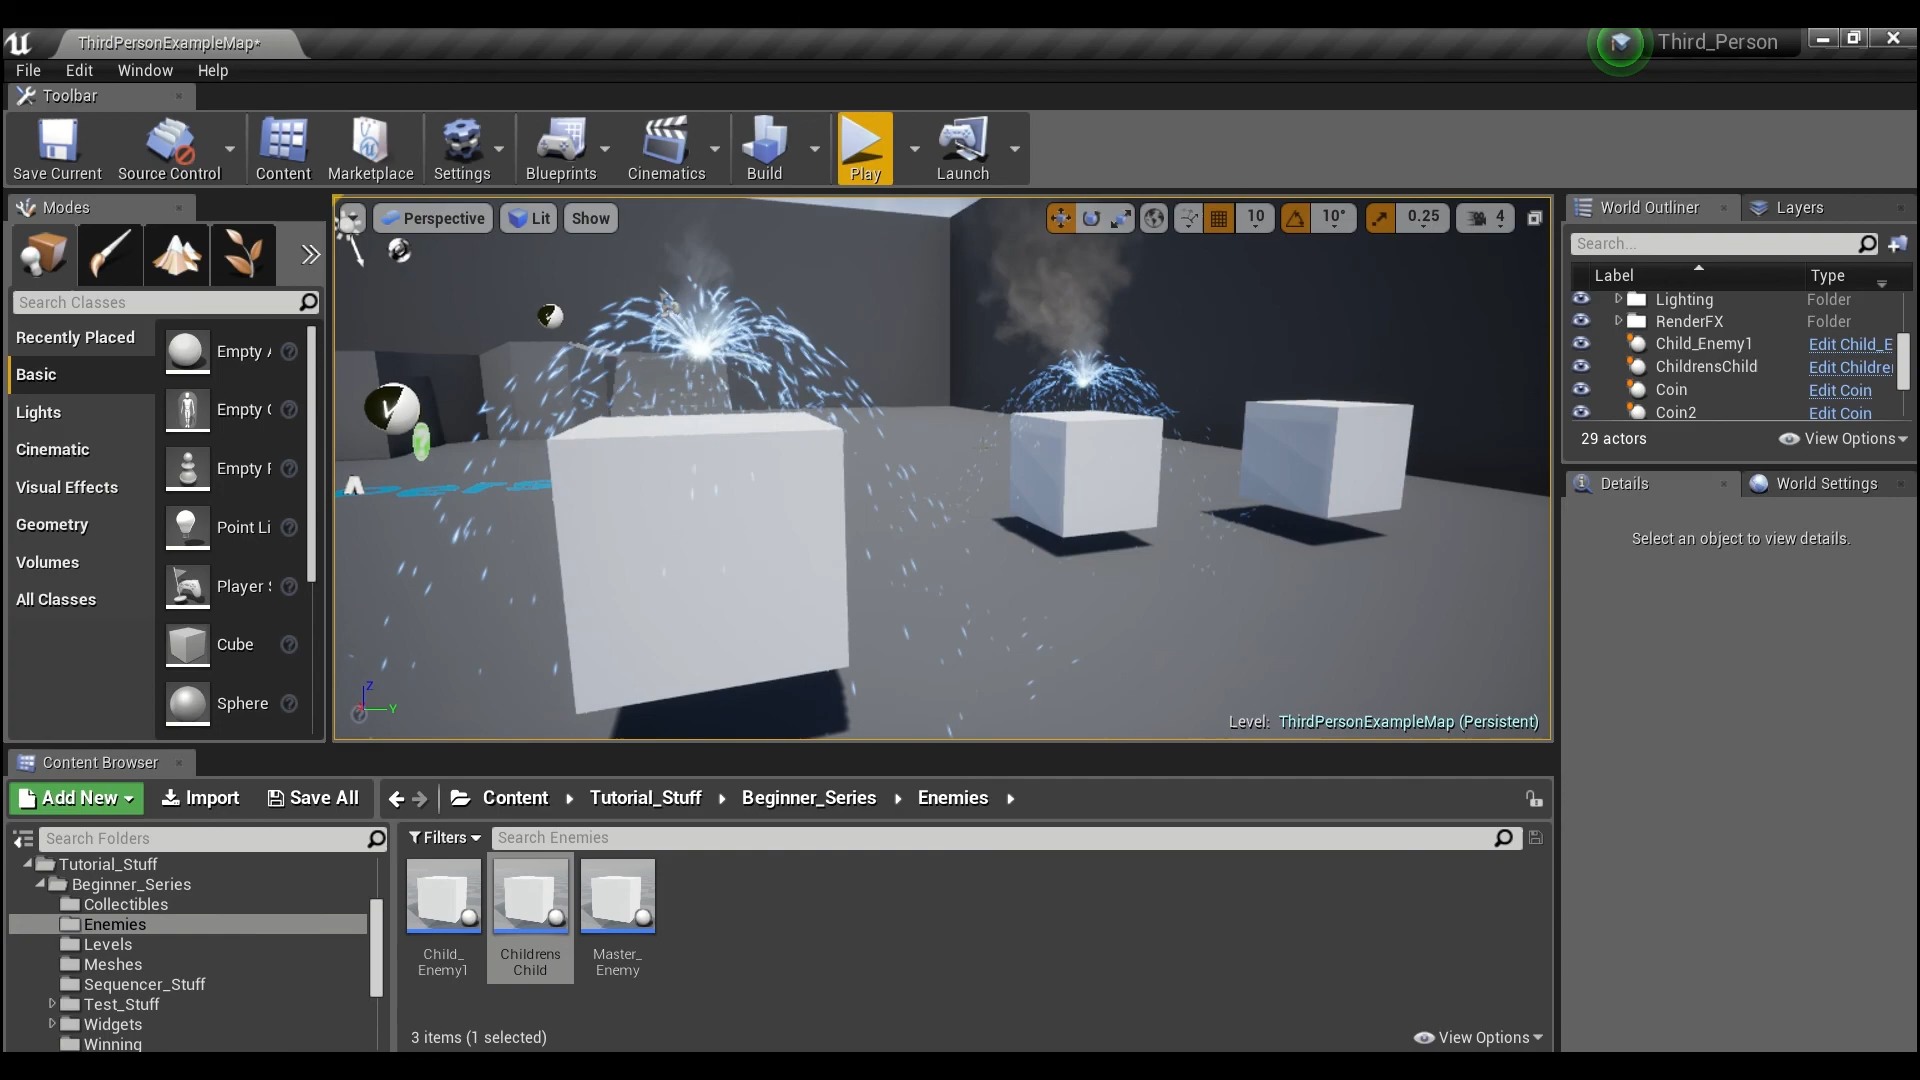 ThirdPersonExampleMap*
Third_Person
File Edit Window Help
Toolbar
Save Current Source Control Content Marketplace Settings Blueprints Cinematics Build Play Launch
Modes
Search Classes
Recently Placed
Basic
Lights
Cinematic
Visual Effects
Geometry
Volumes
All Classes
Empty A
Empty C
Empty P
Point Li
Player S
Cube
Sphere
Perspective Lit Show
10 10° 0.25 4
Z
Y
Level: ThirdPersonExampleMap (Persistent)
World Outliner Layers
Search...
Label Type
Lighting Folder
RenderFX Folder
Child_Enemy1 Edit Child_E
ChildrensChild Edit Childre
Coin Edit Coin
Coin2 Edit Coin
29 actors View Options
Details World Settings
Select an object to view details.
Content Browser
Add New Import Save All Content Tutorial_Stuff Beginner_Series Enemies
Search Folders
Filters Search Enemies
Tutorial_Stuff
Beginner_Series
Collectibles
Enemies
Levels
Meshes
Sequencer_Stuff
Test_Stuff
Widgets
Winning
Child_
Enemy1
Childrens
Child
Master_
Enemy
3 items (1 selected) View Options